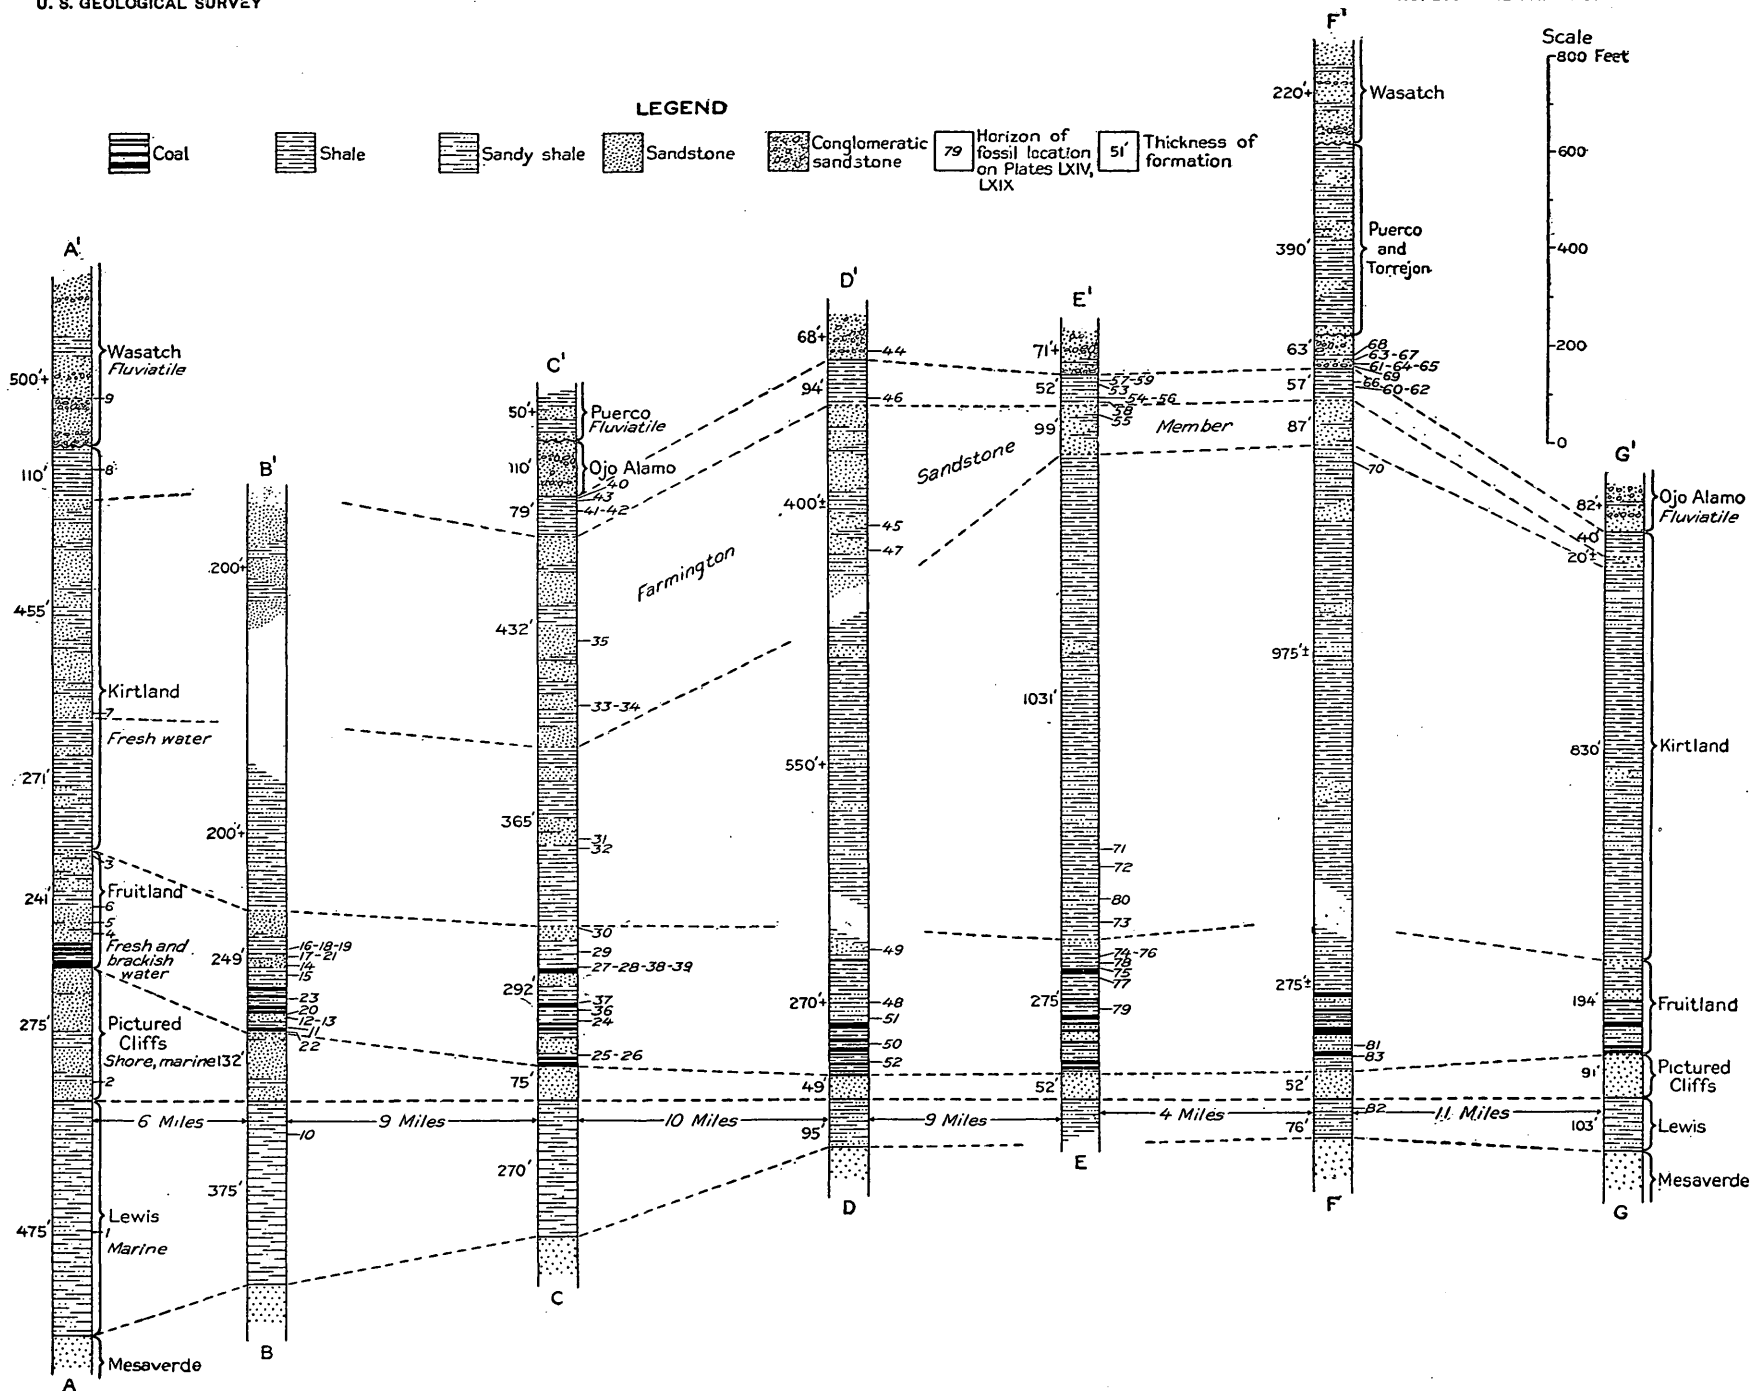 U. S. GEOLOGICAL SURVEY
LEGEND
Coal
Shale
Sandy shale
Sandstone
Conglomeratic
sandstone
79
Horizon of
fossil location
on Plates LXIV,
LXIX
51'
Thickness of
formation
Scale
800 Feet
600
400
200
0
A'
500'+
110'
455'
271'
241'
275'
475'
Wasatch
Fluviatile
9
8
Kirtland
7
Fresh water
3
Fruitland
6
5
4
Fresh and
brackish
water
Pictured
Cliffs
Shore, marine
2
Lewis
1
Marine
Mesaverde
A
6 Miles
B'
200+
200'+
249'
132'
375'
16-18-19
17-21
14
15
23
20
12-13
11
22
10
B
9 Miles
C'
50'+
110'
79'
432'
365'
292'
75'
270'
Puerco
Fluviatile
Ojo Alamo
40
43
41-42
35
33-34
31
32
30
29
27-28-38-39
37
36
24
25-26
C
10 Miles
Farmington
Sandstone
Member
D'
68'+
94'
400'±
550'+
270'+
49'
95'
44
46
45
47
49
48
51
50
52
D
9 Miles
E'
71'+
52'
99'
1031'
275'
52'
57-59
53
54-56
58
55
71
72
80
73
74-76
78
75
77
79
E
4 Miles
F'
220'+
390'
63'
57'
87'
975'±
275'±
52'
76'
Wasatch
Puerco
and
Torrejon
68
63-67
61-64-65
69
66
60-62
70
81
83
82
F'
11 Miles
G'
82'+
40'
20'±
830'
194'
91'
103'
Ojo Alamo
Fluviatile
Kirtland
Fruitland
Pictured
Cliffs
Lewis
Mesaverde
G